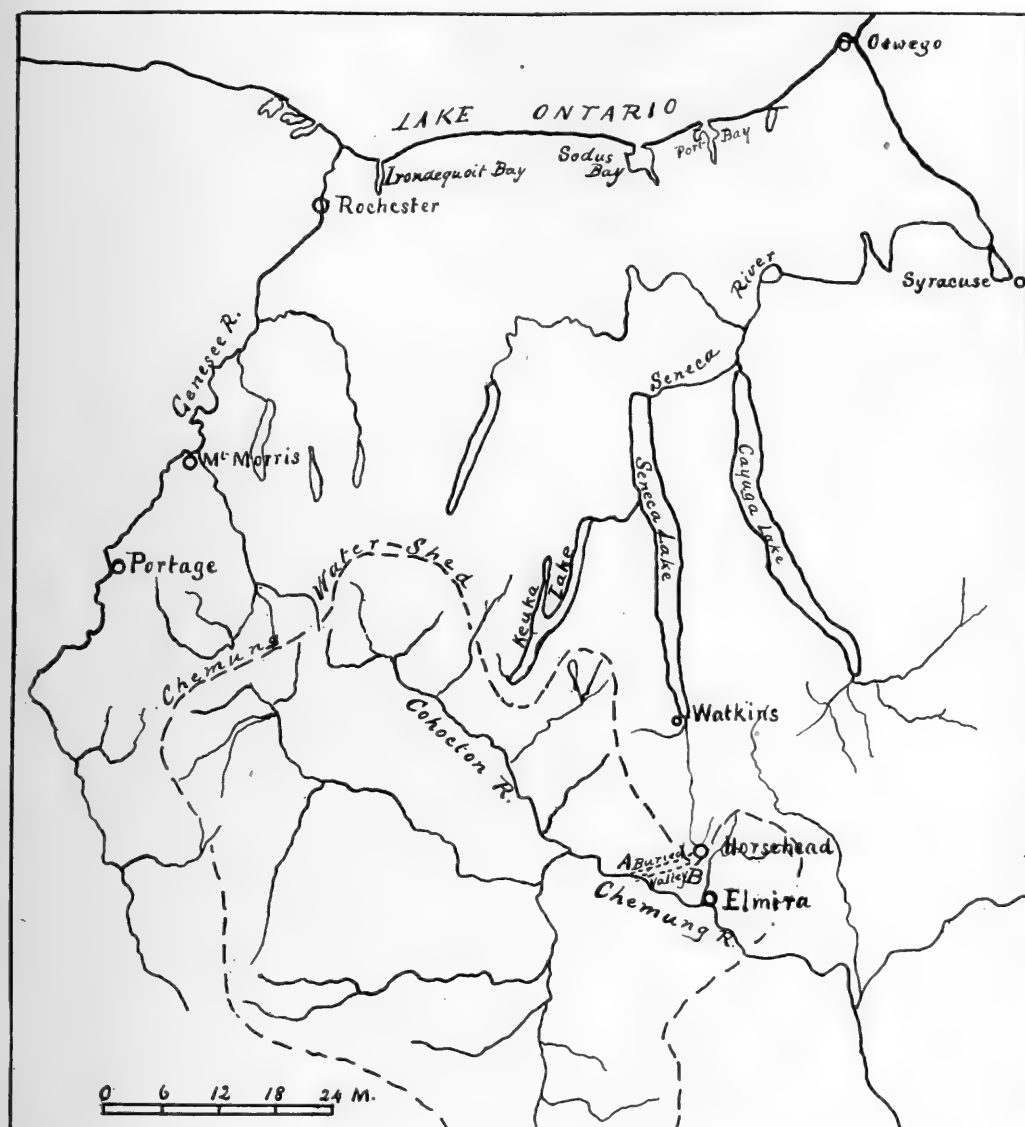 Oswego
LAKE ONTARIO
Port Bay
Sodus
Bay
Irondequoit Bay
Rochester
River
Syracuse
Genesee R.
Seneca
Mt Morris
Seneca Lake
Cayuga Lake
Portage
Water-Shed
Keuka Lake
Chemung
Watkins
Cohocton R.
Horsehead
A Buried
Valley B
Elmira
Chemung R.
0 6 12 18 24 M.